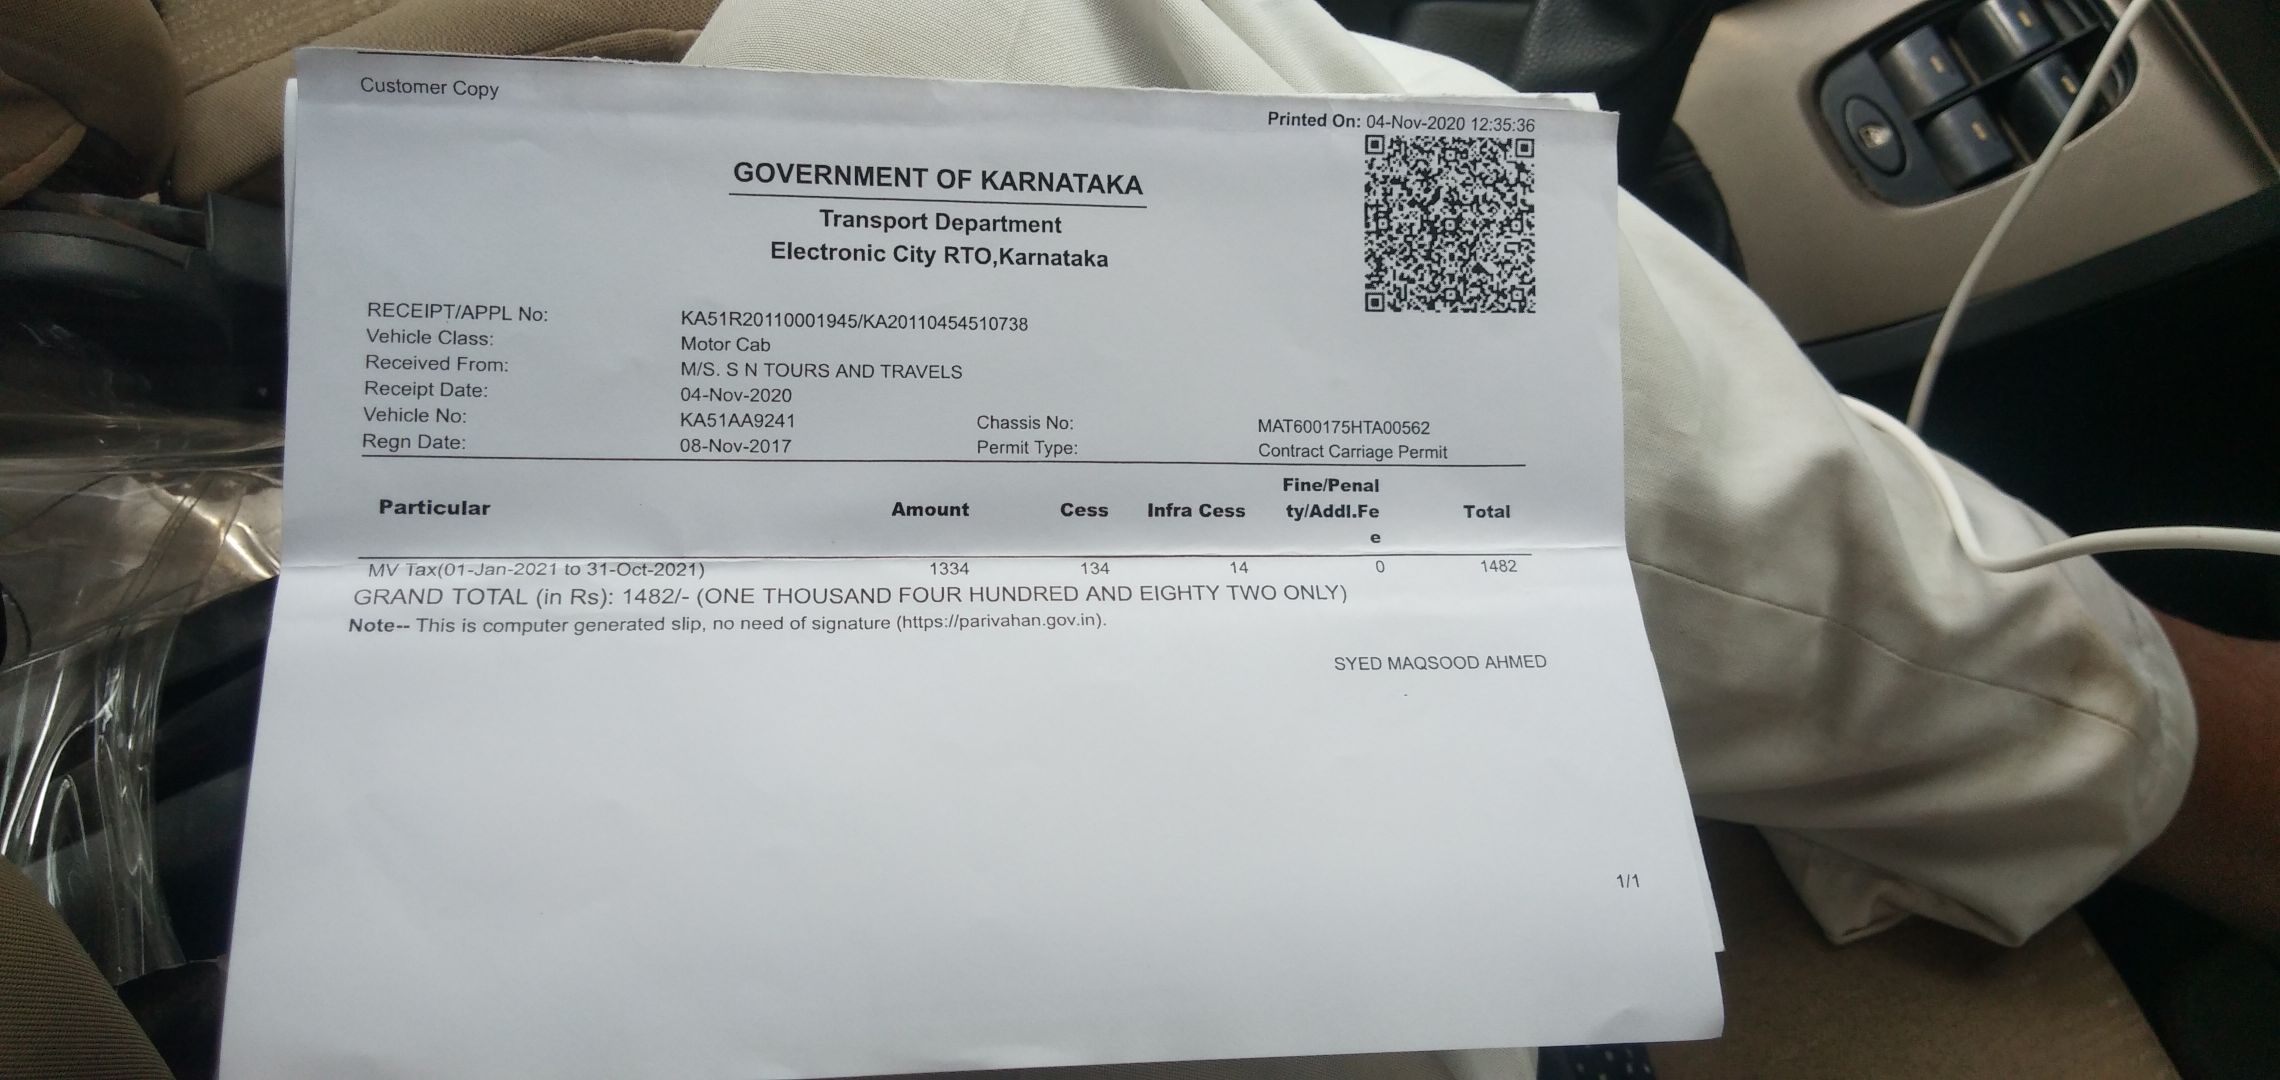 Customer Copy
Printed On: 04-Nov-2020 12:35:36
GOVERNMENT OF KARNATAKA
Transport Department
Electronic City RTO,Karnataka
RECEIPT/APPL No: KA51R20110001945/KA20110454510738
Vehicle Class: Motor Cab
Received From: M/S. S N TOURS AND TRAVELS
Receipt Date: 04-Nov-2020
Vehicle No: KA51AA9241 Chassis No: MAT600175HTA00562
Regn Date: 08-Nov-2017 Permit Type: Contract Carriage Permit
Particular Amount Cess Infra Cess Fine/Penal
ty/Addl.Fe
e Total
MV Tax(01-Jan-2021 to 31-Oct-2021) 1334 134 14 0 1482
GRAND TOTAL (in Rs): 1482/- (ONE THOUSAND FOUR HUNDRED AND EIGHTY TWO ONLY)
Note-- This is computer generated slip, no need of signature (https://parivahan.gov.in).
SYED MAQSOOD AHMED
1/1